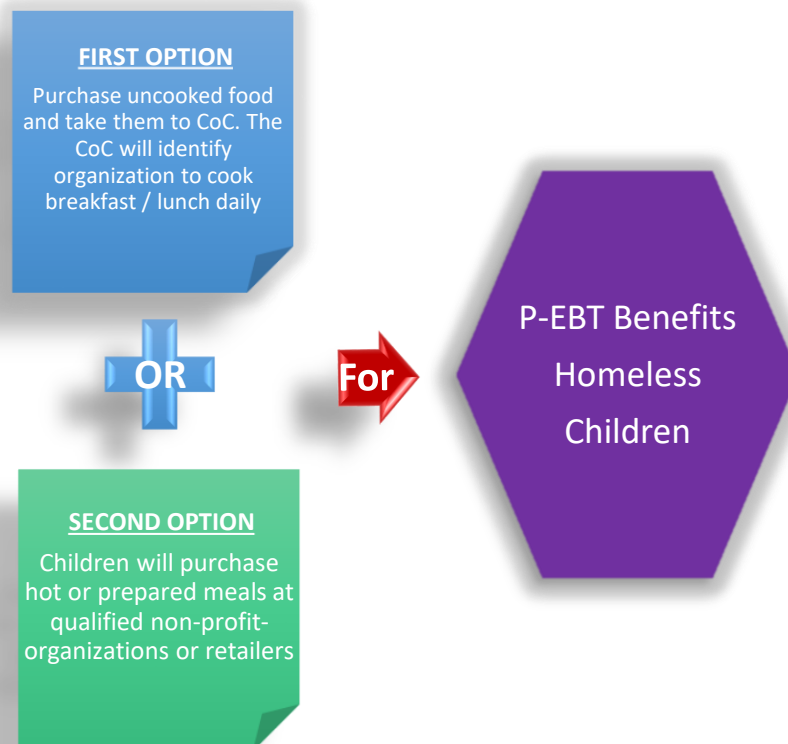 FIRST OPTION
Purchase uncooked food
and take them to CoC. The
CoC will identify
organization to cook
breakfast / lunch daily
OR
For
P-EBT Benefits
Homeless
Children
SECOND OPTION
Children will purchase
hot or prepared meals at
qualified non-profit-
organizations or retailers